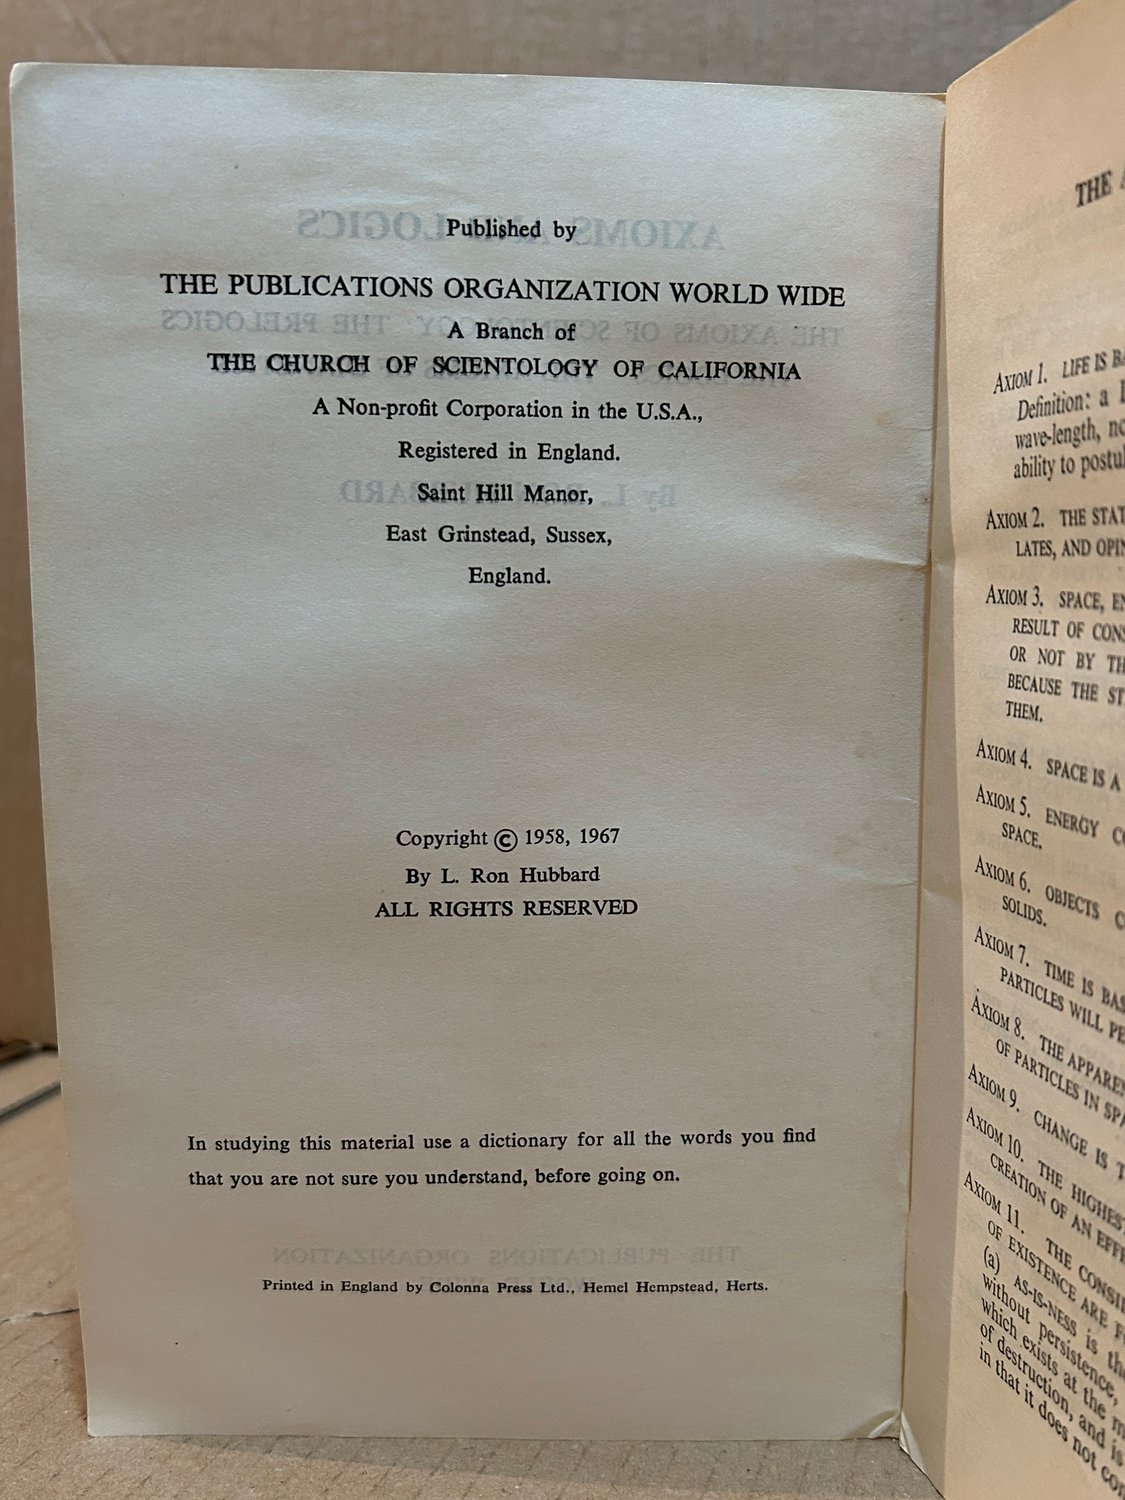 Published by
THE PUBLICATIONS ORGANIZATION WORLD WIDE
A Branch of
THE CHURCH OF SCIENTOLOGY OF CALIFORNIA
A Non-profit Corporation in the U.S.A.,
Registered in England.
Saint Hill Manor,
East Grinstead, Sussex,
England.
Copyright © 1958, 1967
By L. Ron Hubbard
ALL RIGHTS RESERVED
In studying this material use a dictionary for all the words you find
that you are not sure you understand, before going on.
Printed in England by Colonna Press Ltd., Hemel Hempstead, Herts.
THE
AXIOM 1. LIFE IS
Definition: a
wave-length,
ability to
AXIOM 2. THE
LATES, AND
AXIOM 3. SPACE,
RESULT OF
OR NOT BY
BECAUSE THE
THEM.
AXIOM 4. SPACE IS A
AXIOM 5. ENERGY
SPACE.
AXIOM 6. OBJECTS
SOLIDS.
AXIOM 7. TIME IS
PARTICLES WILL
AXIOM 8. THE
OF PARTICLES IN
AXIOM 9. CHANGE IS
AXIOM 10. THE
CREATION OF AN
AXIOM 11. THE
OF EXISTENCE ARE
(a) AS-IS-NESS is
without persistence,
which exists at the
of destruction, and is
in that it does not